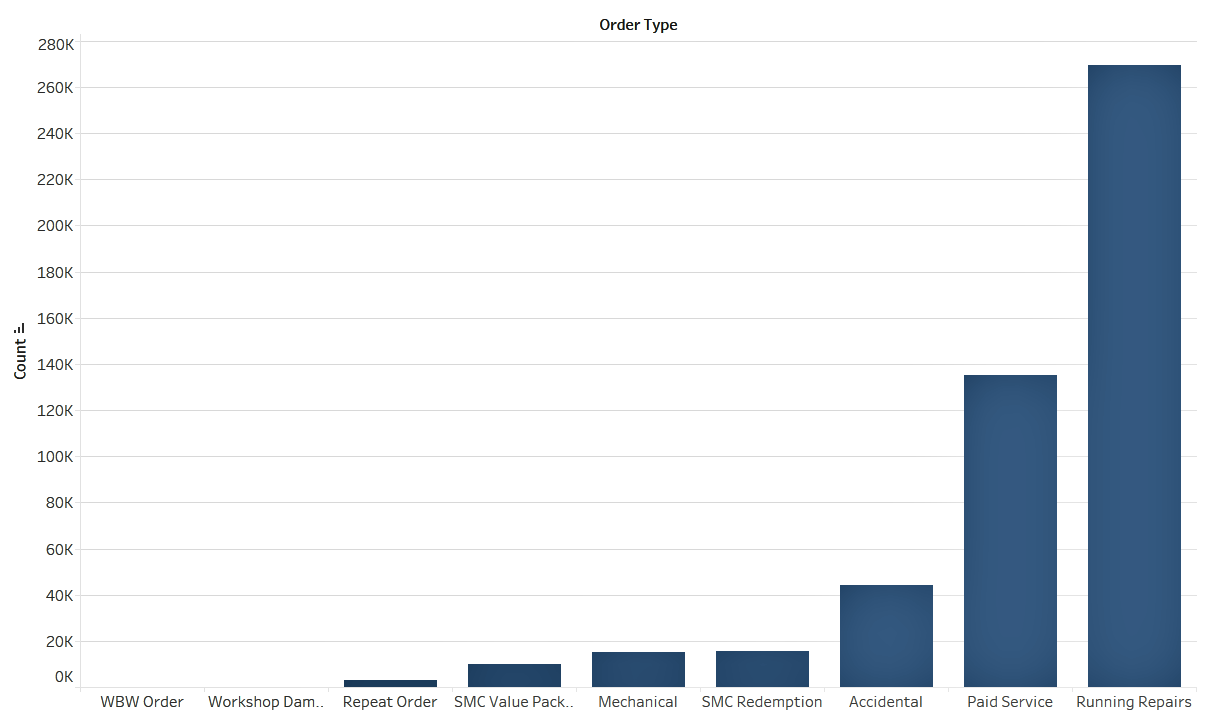 Order Type
280K
260K
240K
220K
200K
180K
160K
140K
120K
100K
80K
60K
40K
20K
0K
Count
WBW Order Workshop Dam.. Repeat Order SMC Value Pack.. Mechanical SMC Redemption Accidental Paid Service Running Repairs